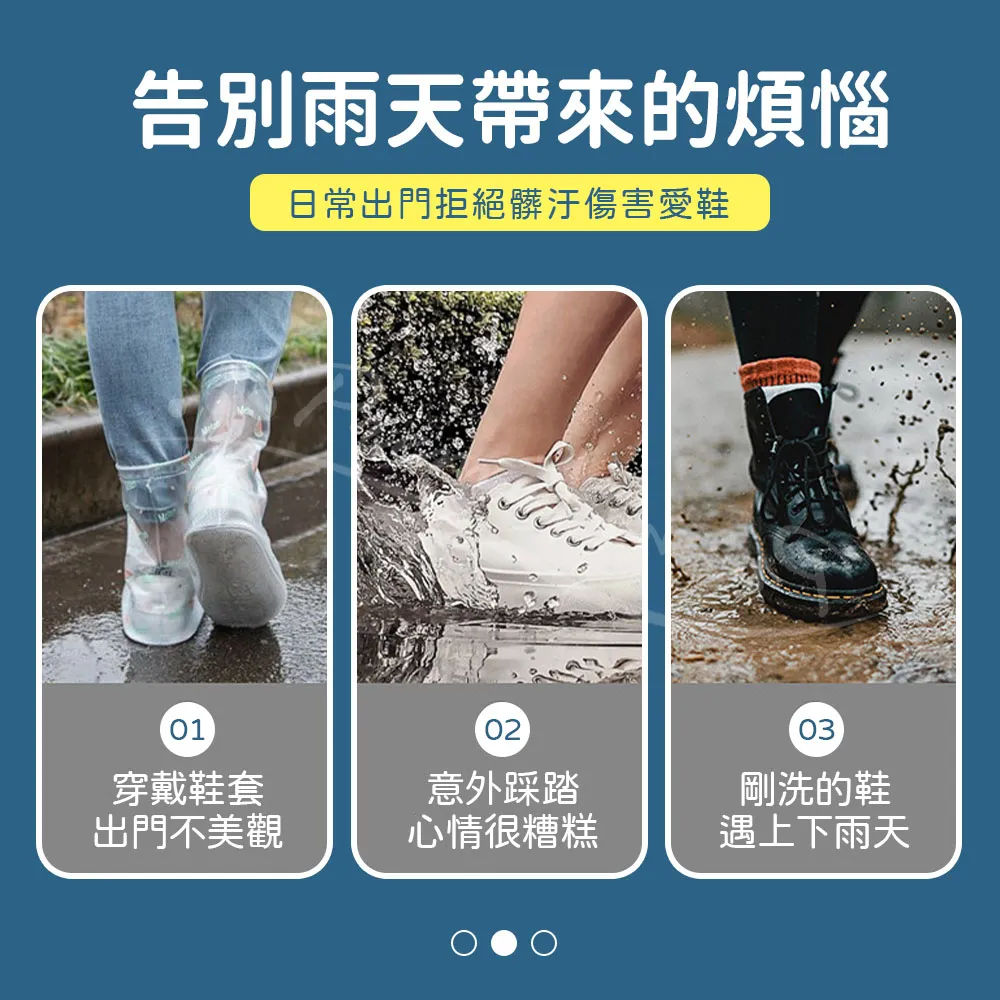 告別雨天帶來的煩惱
日常出門拒絕髒汙傷害愛鞋
01
穿戴鞋套
出門不美觀
02
意外踩踏
心情很糟糕
03
剛洗的鞋
遇上下雨天